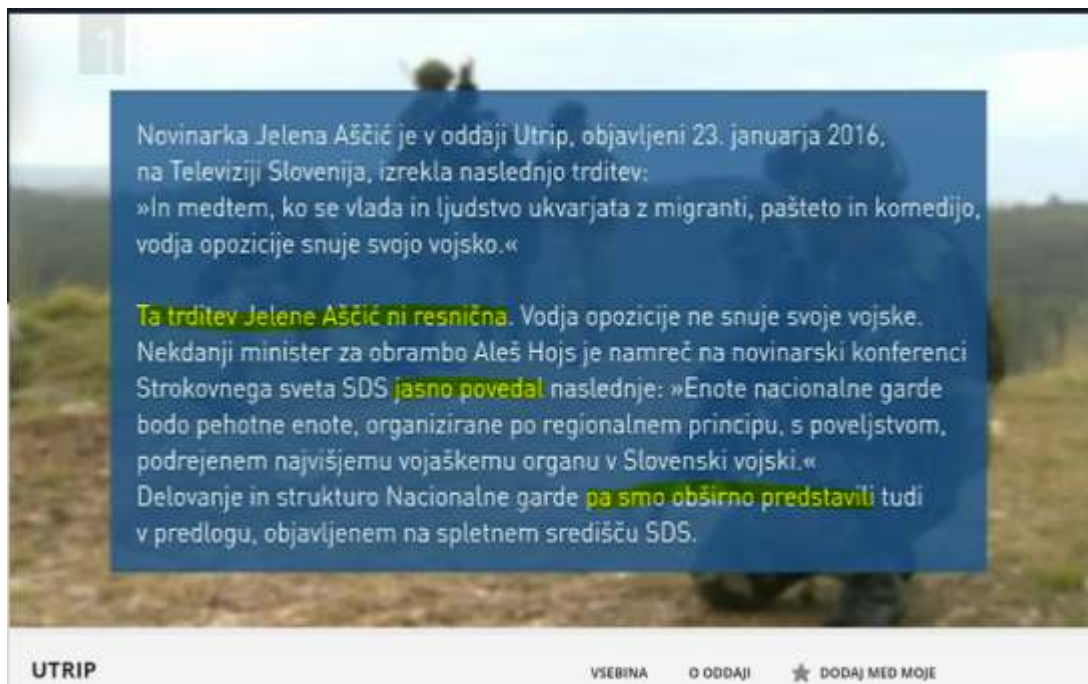 1
Novinarka Jelena Aščić je v oddaji Utrip, objavljeni 23. januarja 2016,
na Televiziji Slovenija, izrekla naslednjo trditev:
»In medtem, ko se vlada in ljudstvo ukvarjata z migranti, pašteto in komedijo,
vodja opozicije snuje svojo vojsko.«
Ta trditev Jelene Aščić ni resnična. Vodja opozicije ne snuje svoje vojske.
Nekdanji minister za obrambo Aleš Hojs je namreč na novinarski konferenci
Strokovnega sveta SDS jasno povedal naslednje: »Enote nacionalne garde
bodo pehotne enote, organizirane po regionalnem principu, s poveljstvom,
podrejenem najvišjemu vojaškemu organu v Slovenski vojski.«
Delovanje in strukturo Nacionalne garde pa smo obširno predstavili tudi
v predlogu, objavljenem na spletnem središču SDS.
UTRIP
VSEBINA O ODDAJI DODAJ MED MOJE